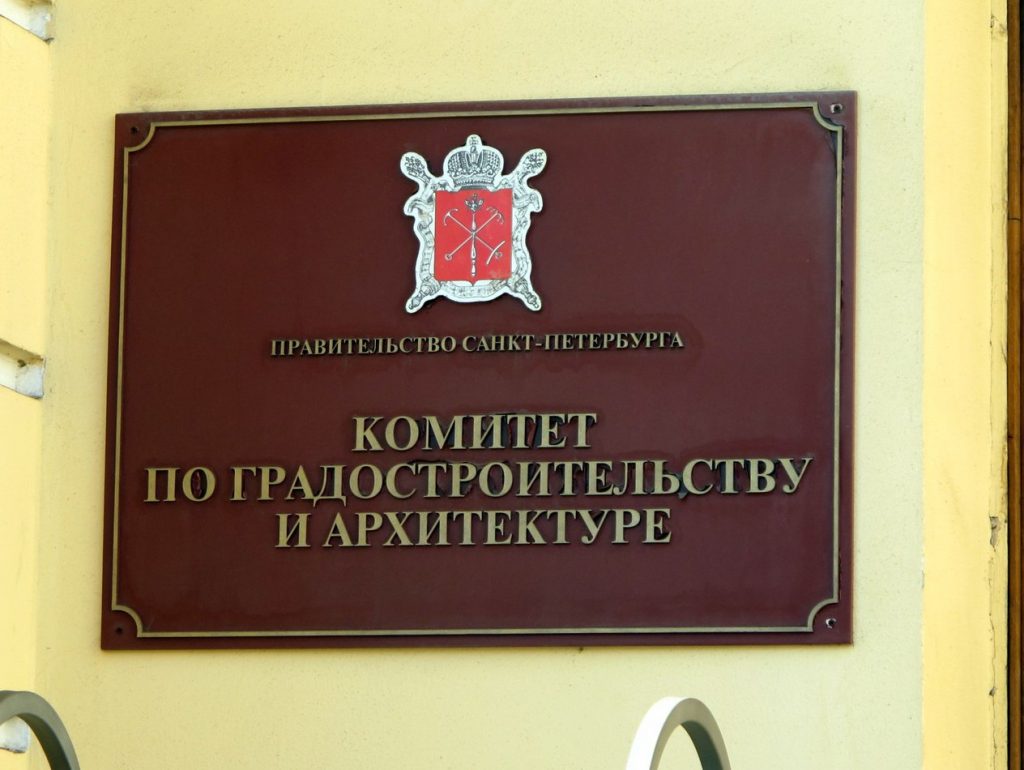 ПРАВИТЕЛЬСТВО САНКТ-ПЕТЕРБУРГА
КОМИТЕТ
ПО ГРАДОСТРОИТЕЛЬСТВУ
И АРХИТЕКТУРЕ